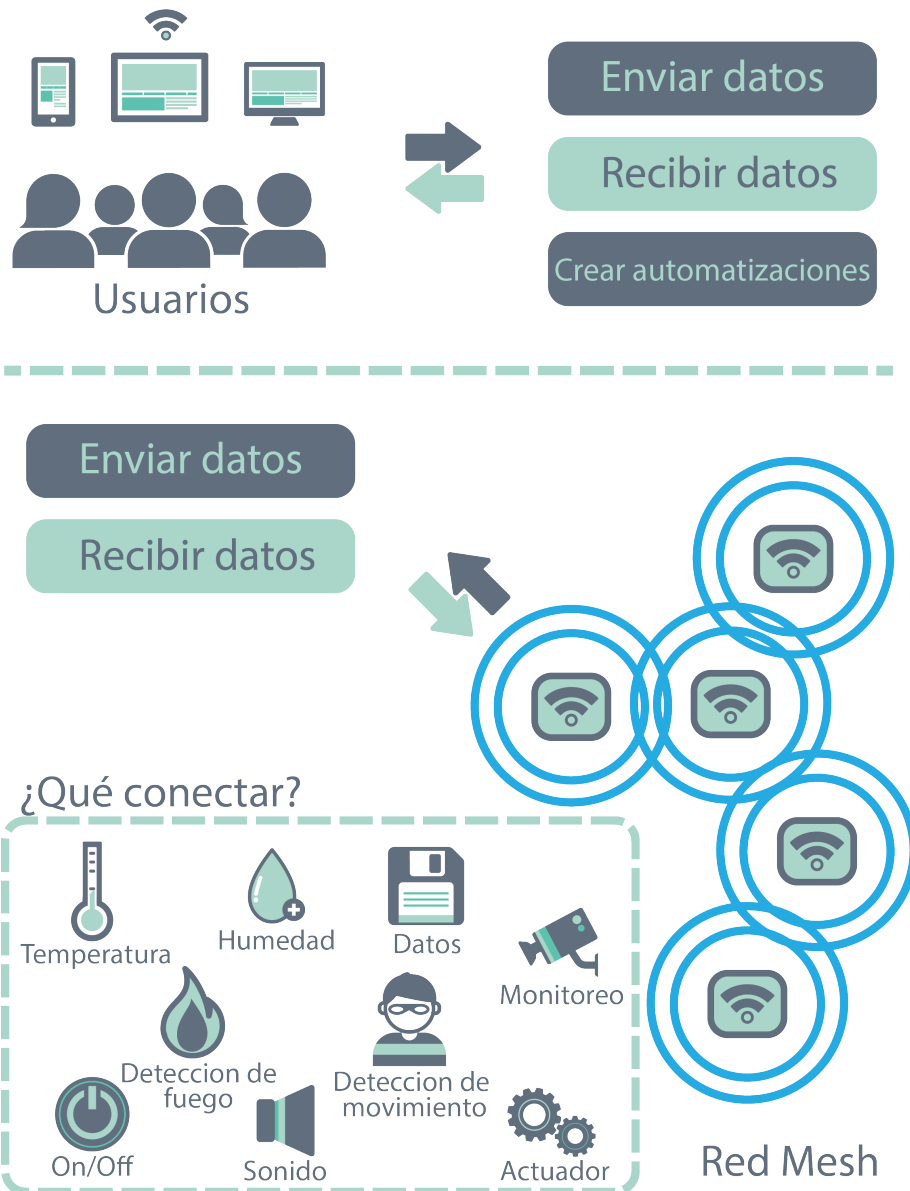 Enviar datos
Recibir datos
Crear automatizaciones
Usuarios
Enviar datos
Recibir datos
¿Qué conectar?
Temperatura
Humedad
Datos
Monitoreo
Deteccion de
fuego
Deteccion de
movimiento
On/Off
Sonido
Actuador
Red Mesh